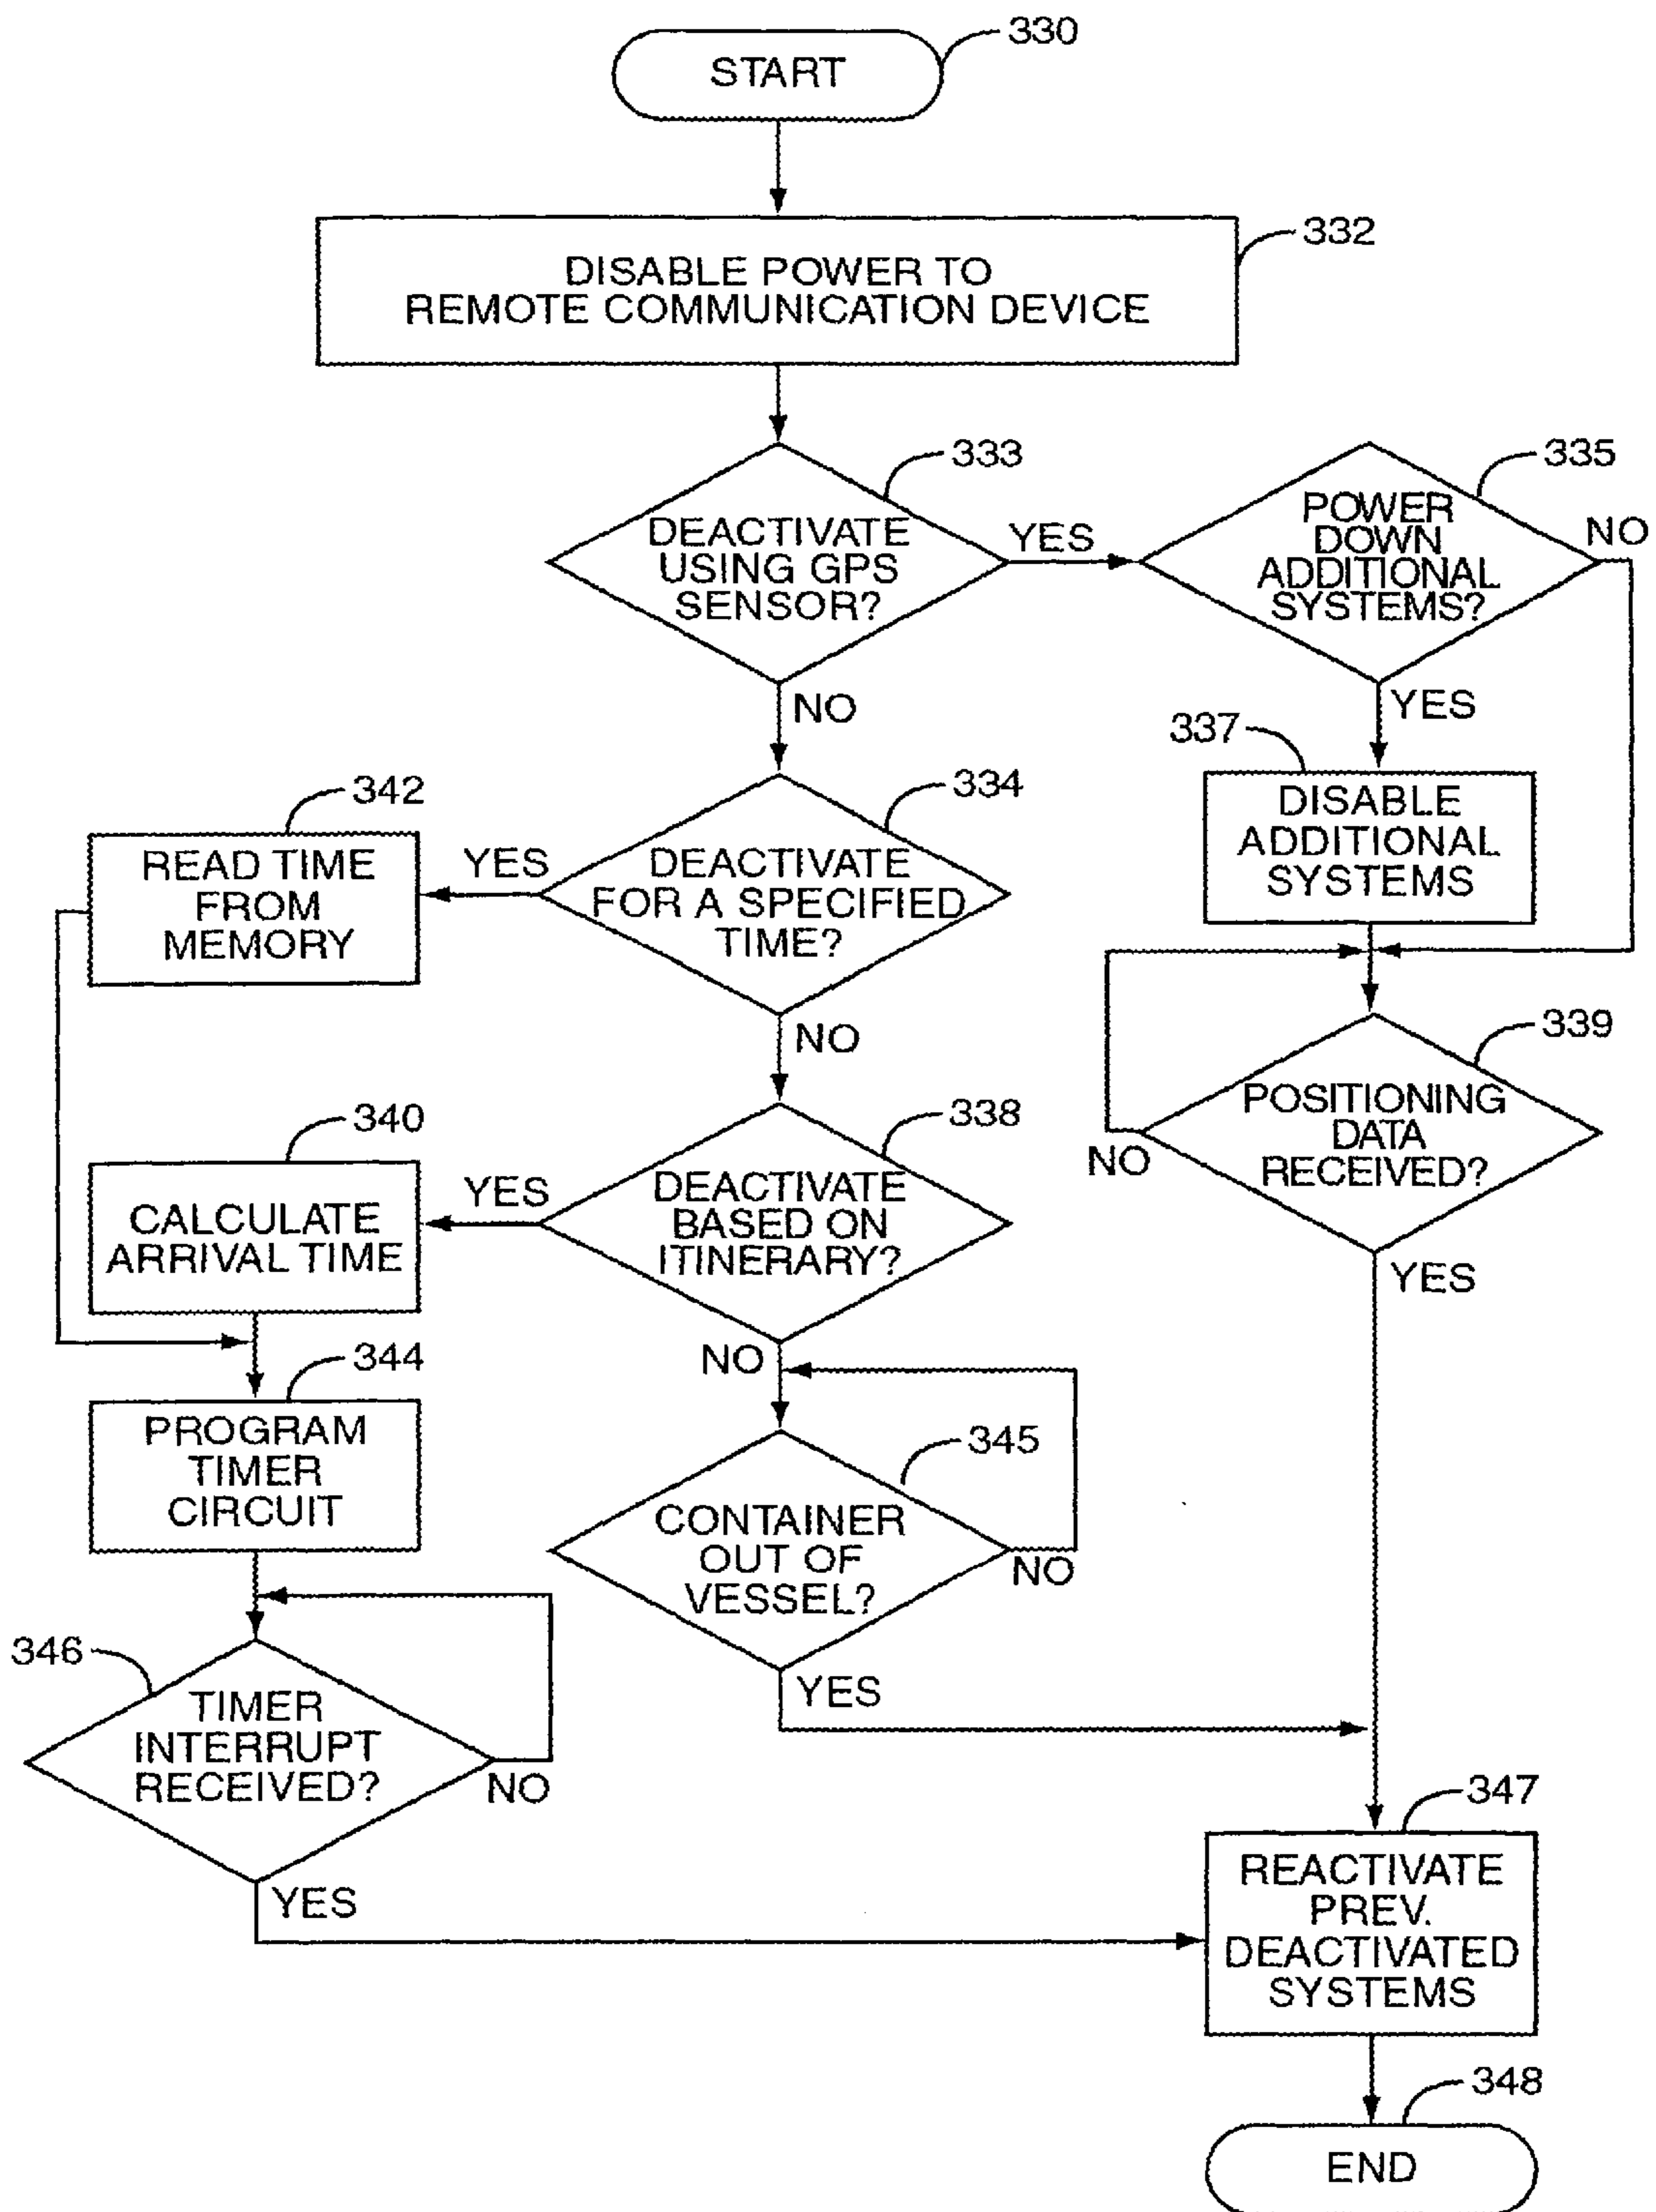 330
START
332
DISABLE POWER TO
REMOTE COMMUNICATION DEVICE
333
DEACTIVATE
USING GPS
SENSOR?
YES
NO
335
POWER
DOWN
ADDITIONAL
SYSTEMS?
NO
YES
337
DISABLE
ADDITIONAL
SYSTEMS
334
DEACTIVATE
FOR A SPECIFIED
TIME?
YES
NO
342
READ TIME
FROM
MEMORY
339
POSITIONING
DATA
RECEIVED?
NO
YES
338
DEACTIVATE
BASED ON
ITINERARY?
YES
NO
340
CALCULATE
ARRIVAL TIME
344
PROGRAM
TIMER
CIRCUIT
345
CONTAINER
OUT OF
VESSEL?
NO
YES
346
TIMER
INTERRUPT
RECEIVED?
NO
YES
347
REACTIVATE
PREV.
DEACTIVATED
SYSTEMS
348
END